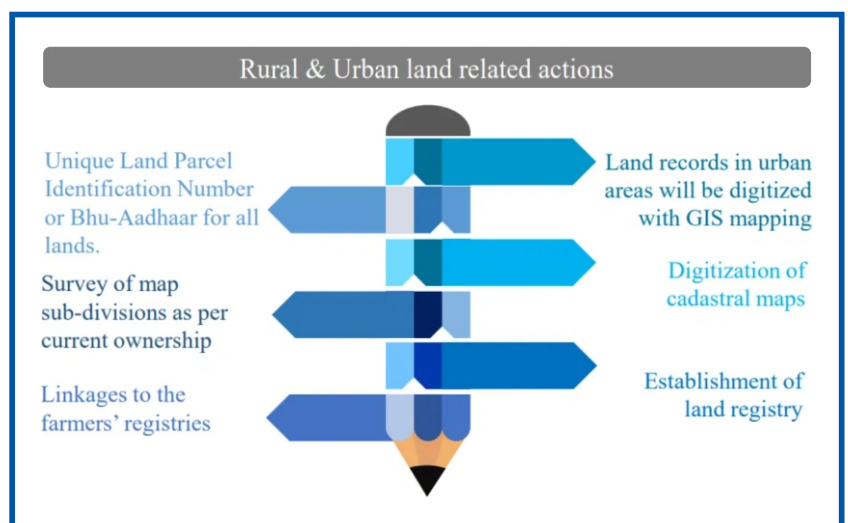 Rural & Urban land related actions
Unique Land Parcel
Identification Number
or Bhu-Aadhaar for all
lands.
Land records in urban
areas will be digitized
with GIS mapping
Survey of map
sub-divisions as per
current ownership
Digitization of
cadastral maps
Linkages to the
farmers’ registries
Establishment of
land registry